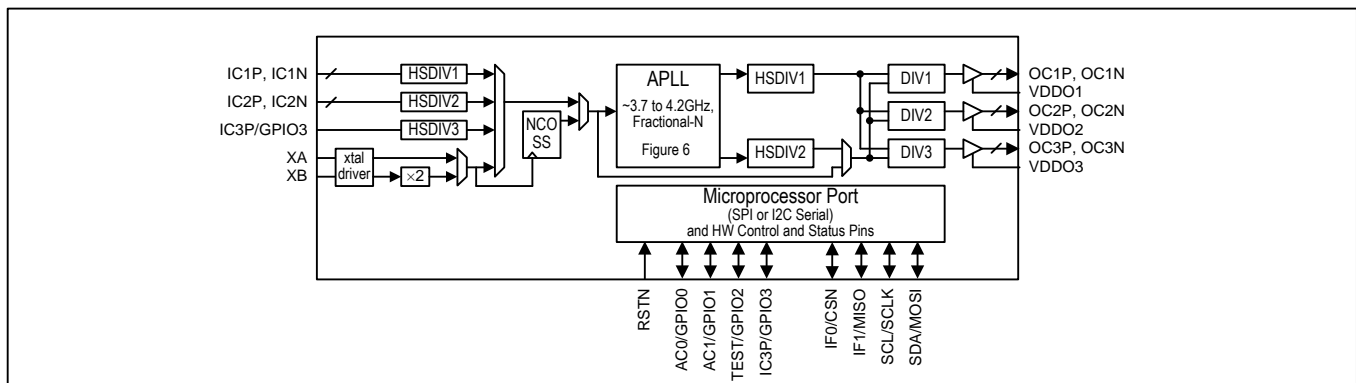 IC1P, IC1N
IC2P, IC2N
IC3P/GPIO3
XA
XB
HSDIV1
HSDIV2
HSDIV3
xtal
driver
×2
NCO
SS
APLL
~3.7 to 4.2GHz,
Fractional-N
Figure 6
HSDIV1
HSDIV2
DIV1
DIV2
DIV3
OC1P, OC1N
VDDO1
OC2P, OC2N
VDDO2
OC3P, OC3N
VDDO3
Microprocessor Port
(SPI or I2C Serial)
and HW Control and Status Pins
RSTN
AC0/GPIO0
AC1/GPIO1
TEST/GPIO2
IC3P/GPIO3
IF0/CSN
IF1/MISO
SCL/SCLK
SDA/MOSI